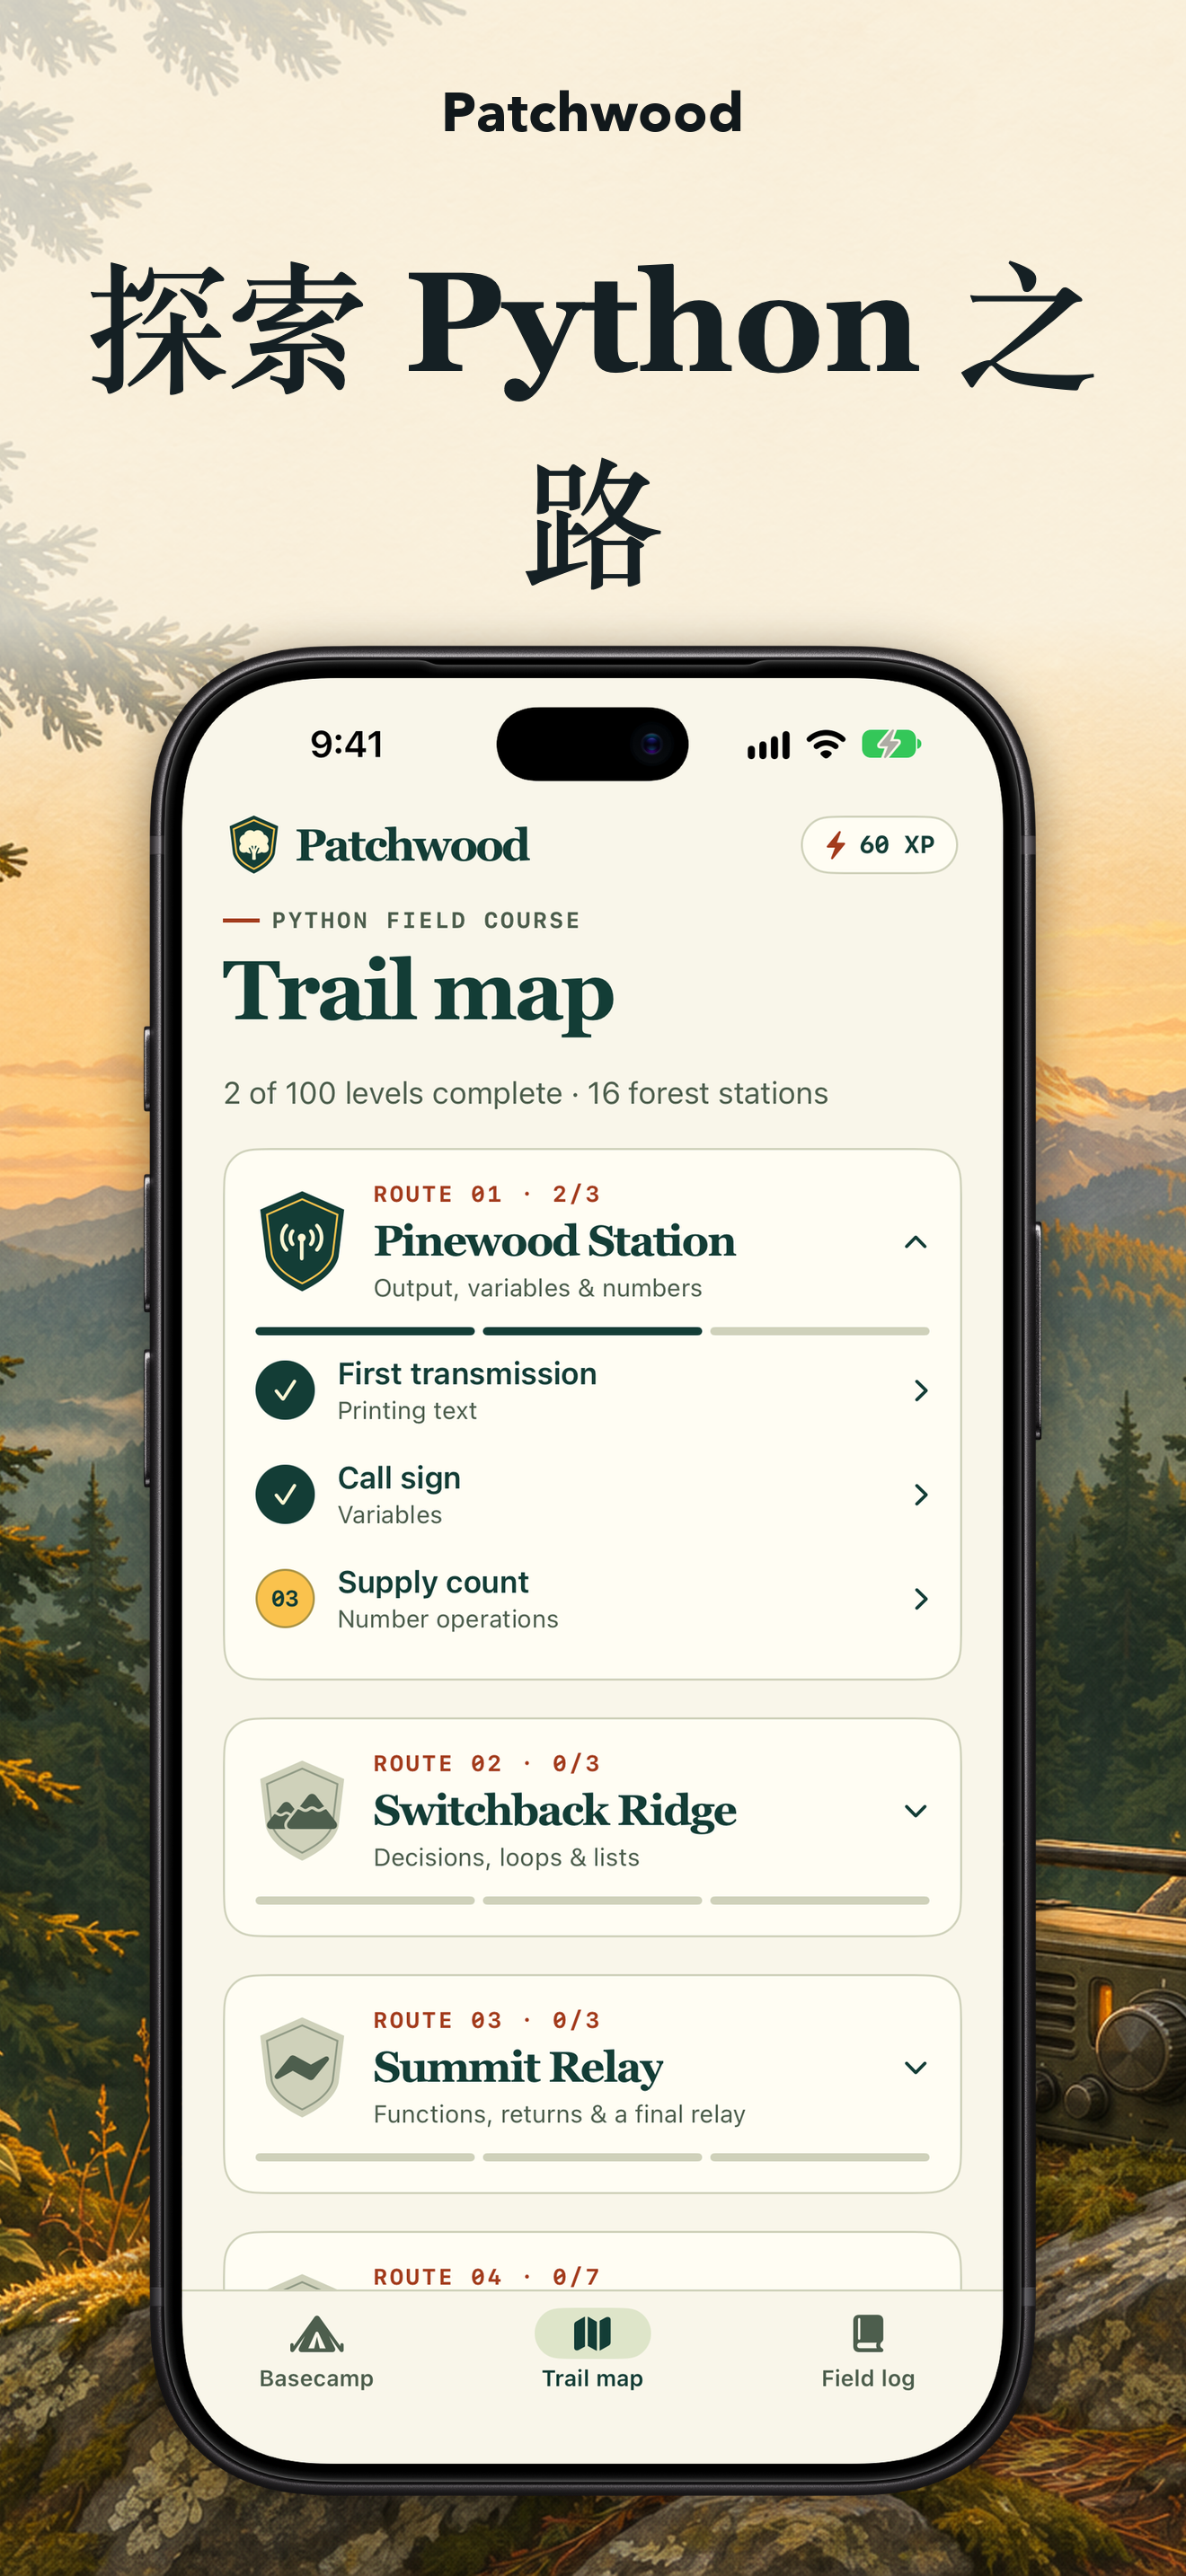 Patchwood
探索 Python 之
路
9:41
Patchwood
60 XP
PYTHON FIELD COURSE
Trail map
2 of 100 levels complete · 16 forest stations
ROUTE 01 · 2/3
Pinewood Station
Output, variables & numbers
First transmission
Printing text
Call sign
Variables
03
Supply count
Number operations
ROUTE 02 · 0/3
Switchback Ridge
Decisions, loops & lists
ROUTE 03 · 0/3
Summit Relay
Functions, returns & a final relay
ROUTE 04 · 0/7
Basecamp
Trail map
Field log